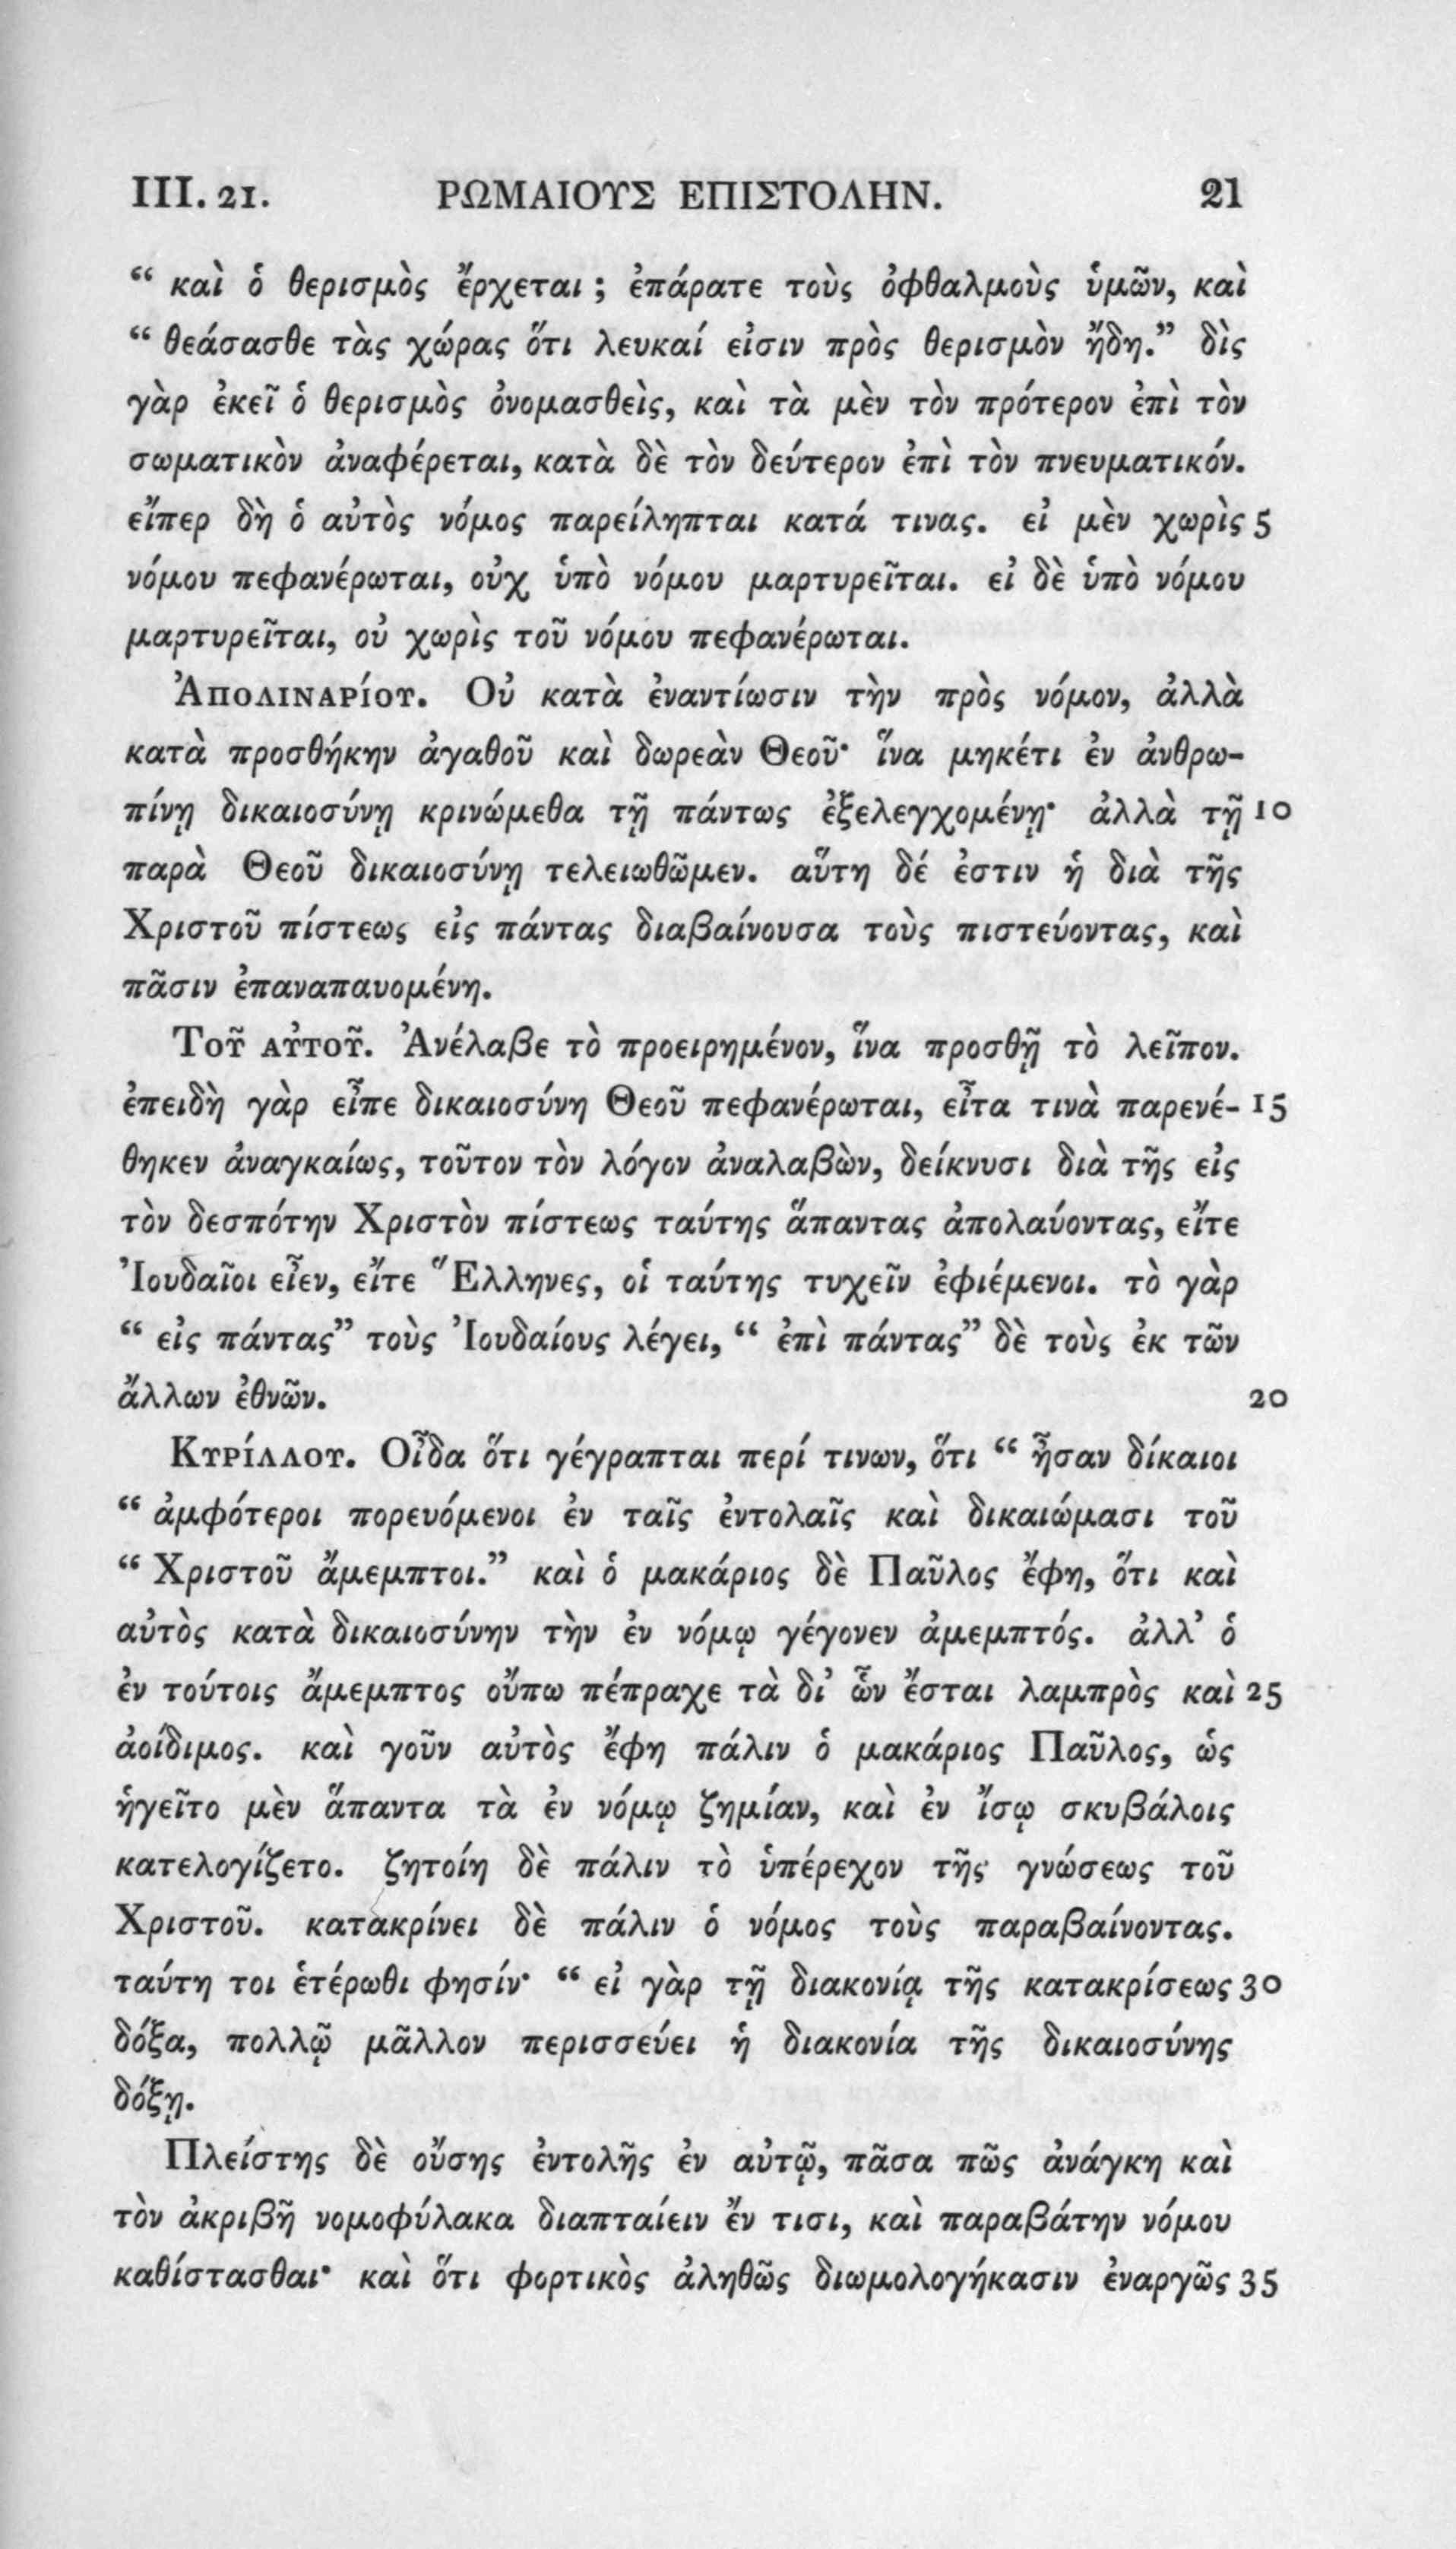 III. 21. ΡΩΜΑΙΟΥΣ ΕΠΙΣΤΟΛΗΝ. 21
“ καὶ ὁ θερισμὸς ἔρχεται ; ἐπάρατε τοὺς ὀφθαλμοὺς ὑμῶν, καὶ
“ θεάσασθε τὰς χώρας ὅτι λευκαί εἰσιν πρὸς θερισμὸν ἤδη.” δὶς
γὰρ ἐκεῖ ὁ θερισμὸς ὀνομασθεὶς, καὶ τὰ μὲν τὸν πρότερον ἐπὶ τὸν
σωματικὸν ἀναφέρεται, κατὰ δὲ τὸν δεύτερον ἐπὶ τὸν πνευματικόν.
εἴπερ δὴ ὁ αὐτὸς νόμος παρείληπται κατά τινας. εἰ μὲν χωρὶς 5
νόμου πεφανέρωται, οὐχ ὑπὸ νόμου μαρτυρεῖται. εἰ δὲ ὑπὸ νόμου
μαρτυρεῖται, οὐ χωρὶς τοῦ νόμου πεφανέρωται.
ἈΠΟΛΙΝΑΡΊΟΥ. Οὐ κατὰ ἐναντίωσιν τὴν πρὸς νόμον, ἀλλὰ
κατὰ προσθήκην ἀγαθοῦ καὶ δωρεὰν Θεοῦ· ἵνα μηκέτι ἐν ἀνθρω-
πίνῃ δικαιοσύνῃ κρινώμεθα τῇ πάντως ἐξελεγχομένῃ· ἀλλὰ τῇ 10
παρὰ Θεοῦ δικαιοσύνῃ τελειωθῶμεν. αὕτη δέ ἐστιν ἡ διὰ τῆς
Χριστοῦ πίστεως εἰς πάντας διαβαίνουσα τοὺς πιστεύοντας, καὶ
πᾶσιν ἐπαναπαυομένη.
ΤΟΥ͂ ΑΥ̓ΤΟΥ͂. Ἀνέλαβε τὸ προειρημένον, ἵνα προσθῇ τὸ λεῖπον.
ἐπειδὴ γὰρ εἶπε δικαιοσύνη Θεοῦ πεφανέρωται, εἶτα τινὰ παρενέ- 15
θηκεν ἀναγκαίως, τοῦτον τὸν λόγον ἀναλαβὼν, δείκνυσι διὰ τῆς εἰς
τὸν δεσπότην Χριστὸν πίστεως ταύτης ἅπαντας ἀπολαύοντας, εἴτε
Ἰουδαῖοι εἶεν, εἴτε Ἕλληνες, οἱ ταύτης τυχεῖν ἐφιέμενοι. τὸ γὰρ
“ εἰς πάντας” τοὺς Ἰουδαίους λέγει, “ ἐπὶ πάντας” δὲ τοὺς ἐκ τῶν
ἄλλων ἐθνῶν. 20
ΚΥΡΊΛΛΟΥ. Οἶδα ὅτι γέγραπται περί τινων, ὅτι “ ἦσαν δίκαιοι
“ ἀμφότεροι πορευόμενοι ἐν ταῖς ἐντολαῖς καὶ δικαιώμασι τοῦ
“ Χριστοῦ ἄμεμπτοι.” καὶ ὁ μακάριος δὲ Παῦλος ἔφη, ὅτι καὶ
αὐτὸς κατὰ δικαιοσύνην τὴν ἐν νόμῳ γέγονεν ἀμεμπτός. ἀλλ’ ὁ
ἐν τούτοις ἄμεμπτος οὔπω πέπραχε τὰ δι’ ὧν ἔσται λαμπρὸς καὶ 25
ἀοίδιμος. καὶ γοῦν αὐτὸς ἔφη πάλιν ὁ μακάριος Παῦλος, ὡς
ἡγεῖτο μὲν ἅπαντα τὰ ἐν νόμῳ ζημίαν, καὶ ἐν ἴσῳ σκυβάλοις
κατελογίζετο. ζητοίη δὲ πάλιν τὸ ὑπέρεχον τῆς γνώσεως τοῦ
Χριστοῦ. κατακρίνει δὲ πάλιν ὁ νόμος τοὺς παραβαίνοντας.
ταύτη τοι ἑτέρωθι φησίν· “ εἰ γὰρ τῇ διακονίᾳ τῆς κατακρίσεως 30
δόξα, πολλῷ μᾶλλον περισσεύει ἡ διακονία τῆς δικαιοσύνης
δόξῃ.
Πλείστης δὲ οὔσης ἐντολῆς ἐν αὐτῷ, πᾶσα πῶς ἀνάγκη καὶ
τὸν ἀκριβῆ νομοφύλακα διαπταίειν ἔν τισι, καὶ παραβάτην νόμου
καθίστασθαι· καὶ ὅτι φορτικὸς ἀληθῶς διωμολογήκασιν ἐναργῶς 35